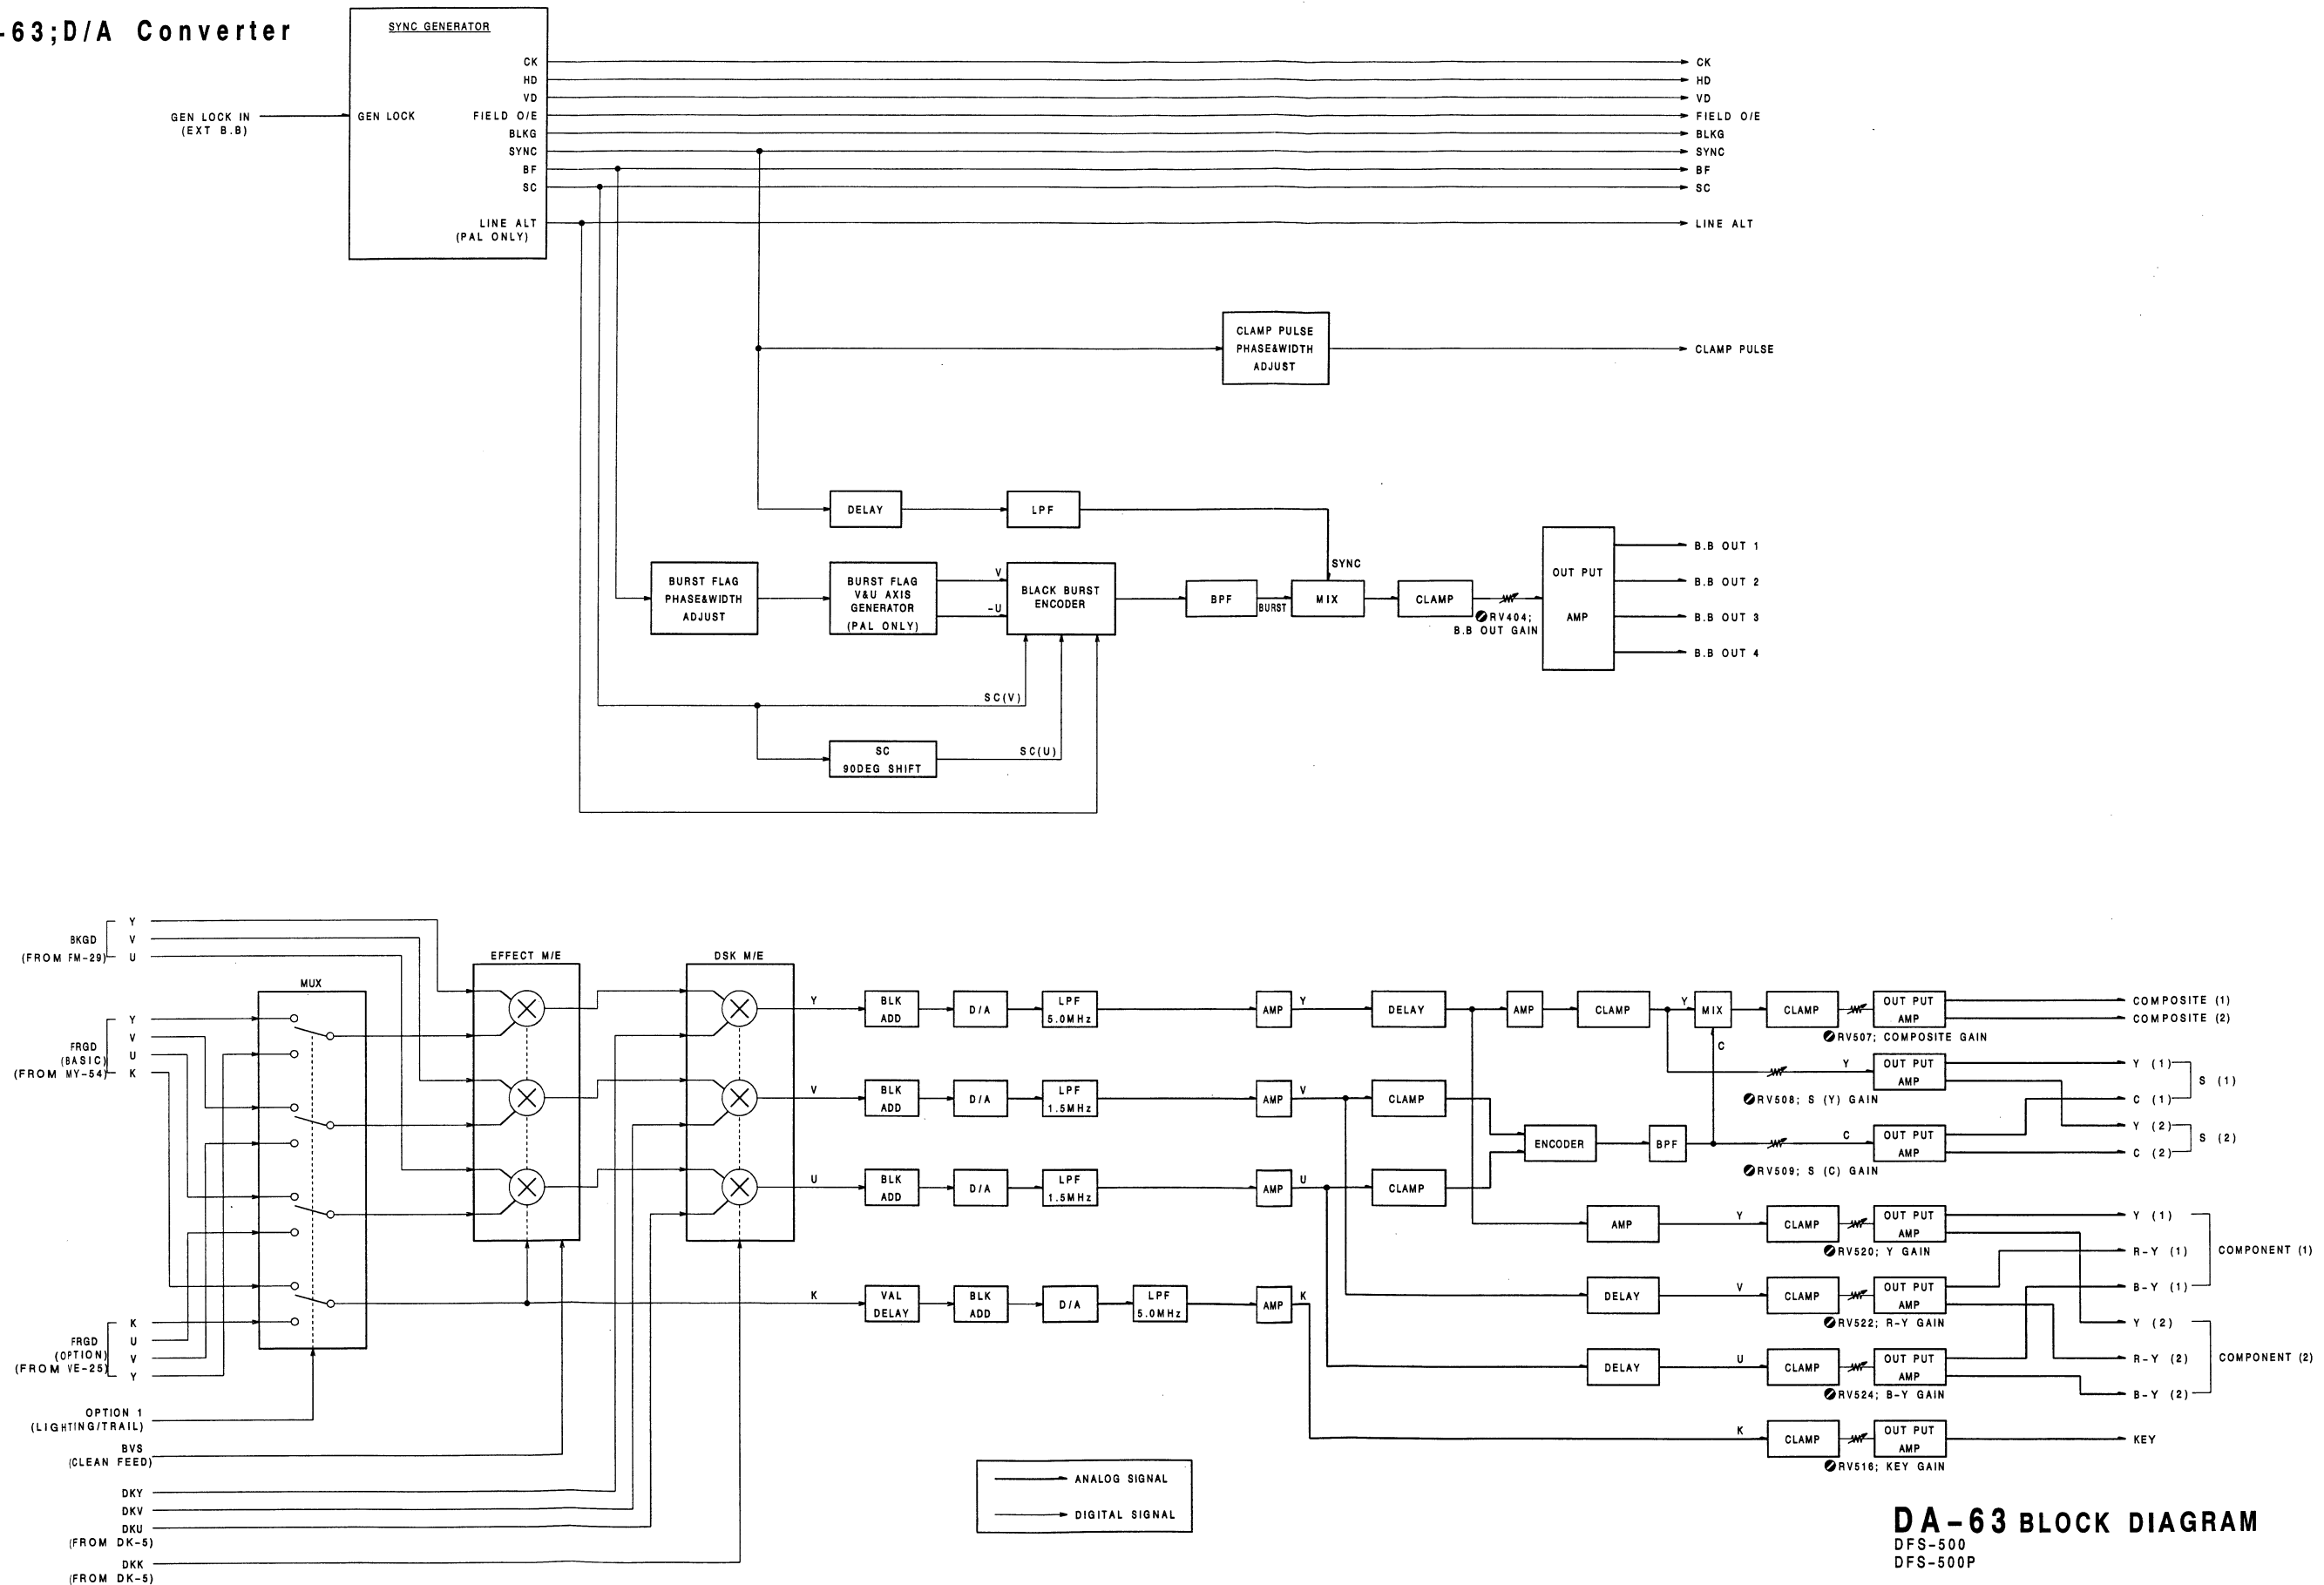 -63;D/A Converter
SYNC GENERATOR
CK
HD
VD
FIELD O/E
BLKG
SYNC
BF
SC
LINE ALT
(PAL ONLY)
GEN LOCK
GEN LOCK IN
(EXT B.B)
CK
HD
VD
FIELD O/E
BLKG
SYNC
BF
SC
LINE ALT
CLAMP PULSE
PHASE&WIDTH
ADJUST
CLAMP PULSE
DELAY
LPF
SYNC
BURST FLAG
PHASE&WIDTH
ADJUST
BURST FLAG
V&U AXIS
GENERATOR
(PAL ONLY)
V
-U
BLACK BURST
ENCODER
BPF
BURST
MIX
CLAMP
RV404;
B.B OUT GAIN
OUT PUT
AMP
B.B OUT 1
B.B OUT 2
B.B OUT 3
B.B OUT 4
SC(V)
SC
90DEG SHIFT
SC(U)
BKGD
(FROM FM-29)
Y
V
U
FRGD
(BASIC)
(FROM MY-54)
Y
V
U
K
MUX
FRGD
(OPTION)
(FROM VE-25)
K
U
V
Y
OPTION 1
(LIGHTING/TRAIL)
BVS
(CLEAN FEED)
DKY
DKV
DKU
(FROM DK-5)
DKK
(FROM DK-5)
EFFECT M/E
DSK M/E
Y
BLK
ADD
D/A
LPF
5.0MHz
AMP
Y
DELAY
AMP
CLAMP
Y
MIX
C
CLAMP
OUT PUT
AMP
RV507; COMPOSITE GAIN
COMPOSITE (1)
COMPOSITE (2)
Y
OUT PUT
AMP
RV508; S (Y) GAIN
Y (1)
C (1)
S (1)
Y (2)
C (2)
S (2)
V
BLK
ADD
D/A
LPF
1.5MHz
AMP
V
CLAMP
ENCODER
BPF
C
OUT PUT
AMP
RV509; S (C) GAIN
U
BLK
ADD
D/A
LPF
1.5MHz
AMP
U
CLAMP
AMP
Y
CLAMP
OUT PUT
AMP
RV520; Y GAIN
Y (1)
R-Y (1)
B-Y (1)
COMPONENT (1)
DELAY
V
CLAMP
OUT PUT
AMP
RV522; R-Y GAIN
Y (2)
R-Y (2)
B-Y (2)
COMPONENT (2)
DELAY
U
CLAMP
OUT PUT
AMP
RV524; B-Y GAIN
K
VAL
DELAY
BLK
ADD
D/A
LPF
5.0MHz
AMP
K
K
CLAMP
OUT PUT
AMP
RV516; KEY GAIN
KEY
ANALOG SIGNAL
DIGITAL SIGNAL
DA-63 BLOCK DIAGRAM
DFS-500
DFS-500P